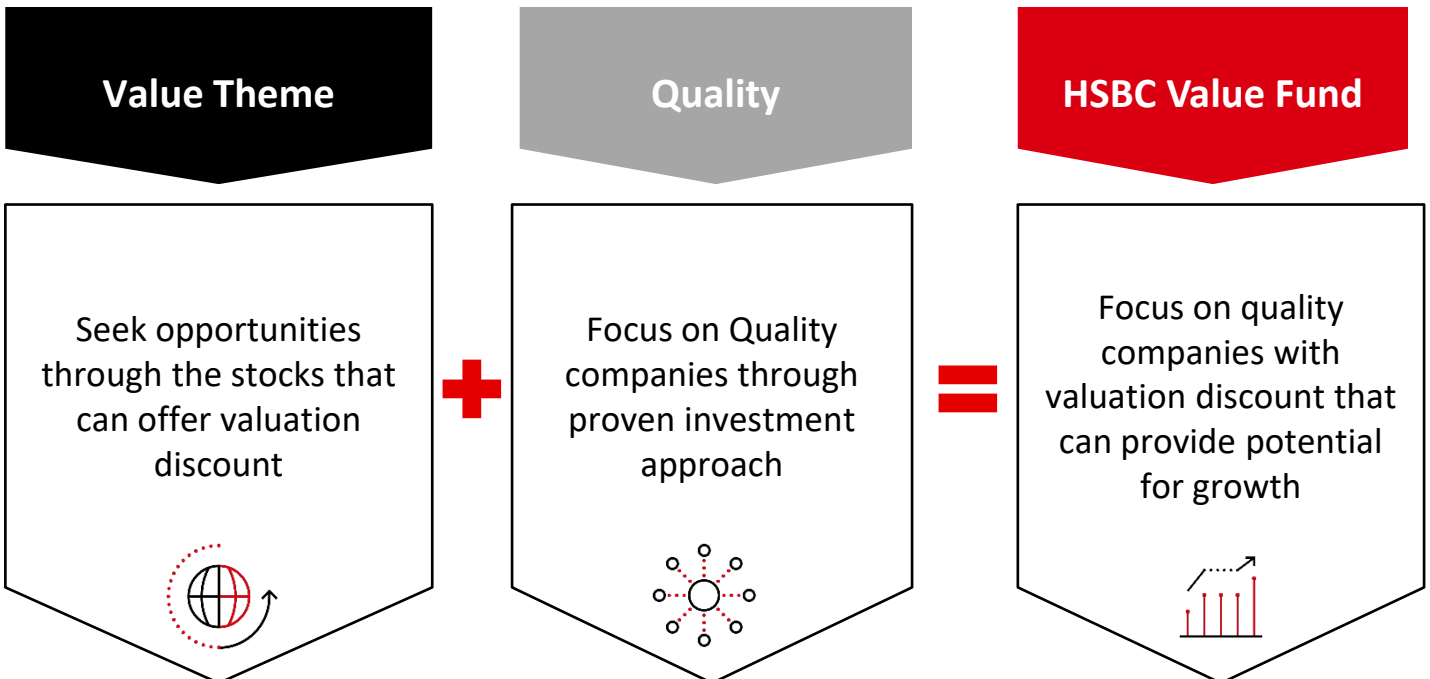 Value Theme
Quality
HSBC Value Fund
Seek opportunities
through the stocks that
can offer valuation
discount
Focus on Quality
companies through
proven investment
approach
Focus on quality
companies with
valuation discount that
can provide potential
for growth